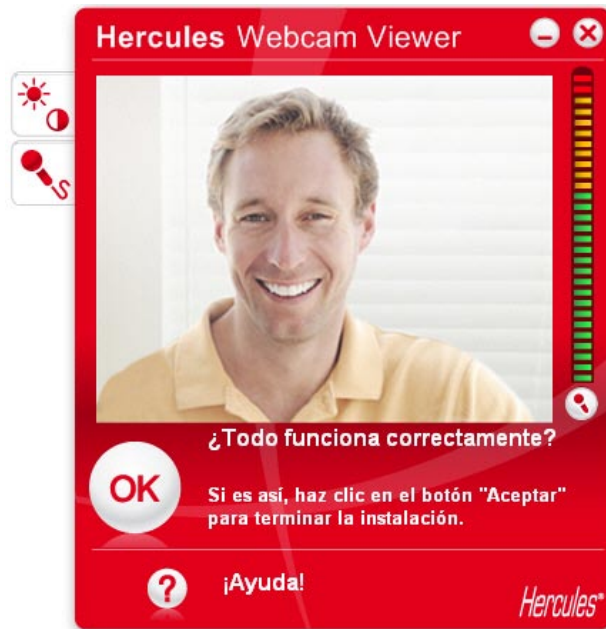 Hercules Webcam Viewer
¿Todo funciona correctamente?
OK
Si es así, haz clic en el botón "Aceptar"
para terminar la instalación.
?
¡Ayuda!
Hercules